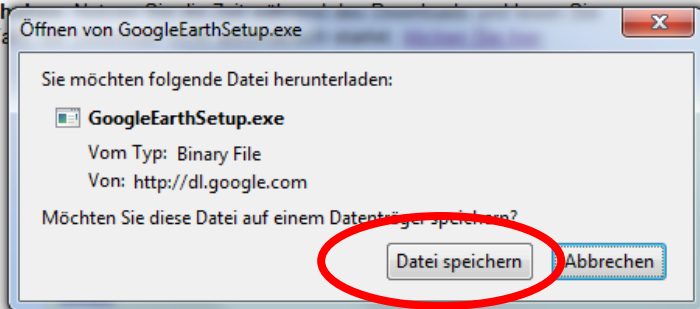 Öffnen von GoogleEarthSetup.exe
Sie möchten folgende Datei herunterladen:
GoogleEarthSetup.exe
Vom Typ: Binary File
Von: http://dl.google.com
Möchten Sie diese Datei auf einem Datenträger speichern?
Datei speichern
Abbrechen